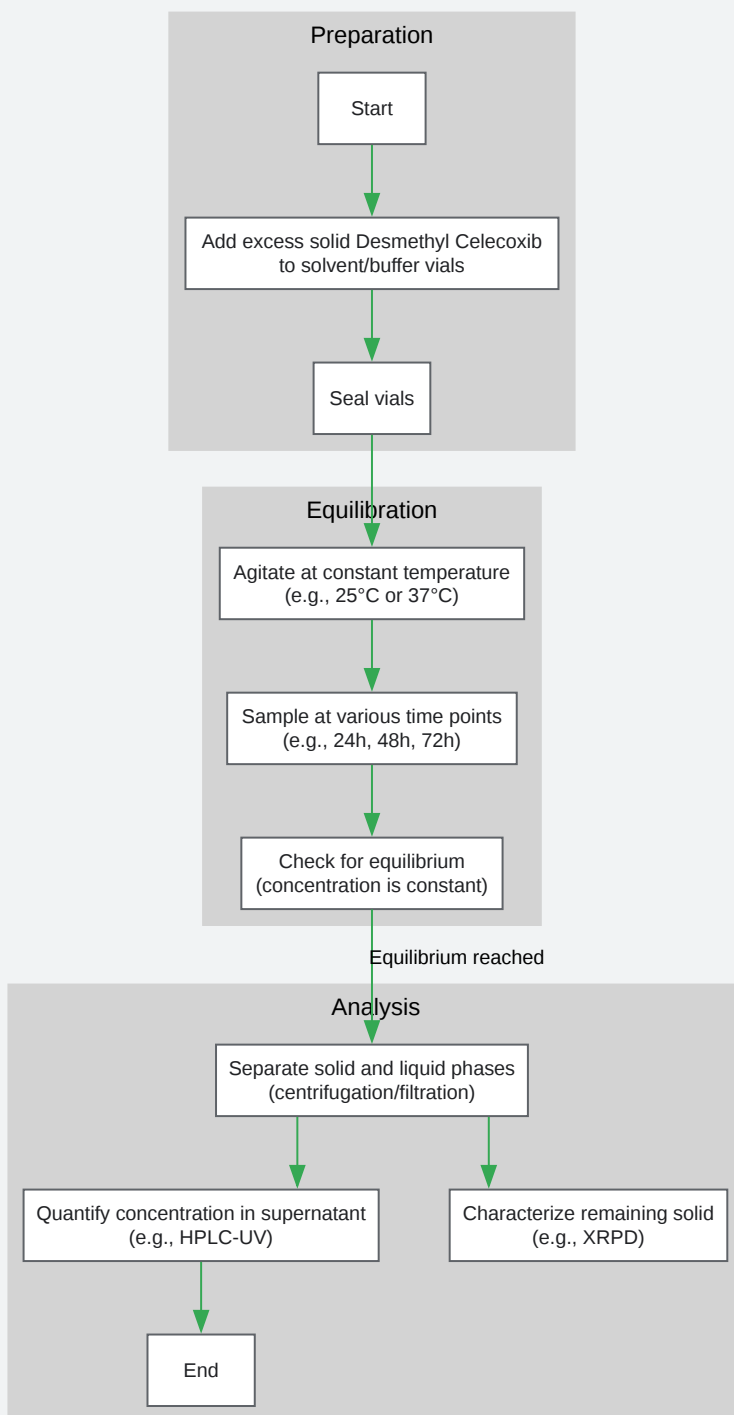 Preparation
Start
Add excess solid Desmethyl Celecoxib
to solvent/buffer vials
Seal vials
Equilibration
Agitate at constant temperature
(e.g., 25°C or 37°C)
Sample at various time points
(e.g., 24h, 48h, 72h)
Check for equilibrium
(concentration is constant)
Equilibrium reached
Analysis
Separate solid and liquid phases
(centrifugation/filtration)
Quantify concentration in supernatant
(e.g., HPLC-UV)
Characterize remaining solid
(e.g., XRPD)
End